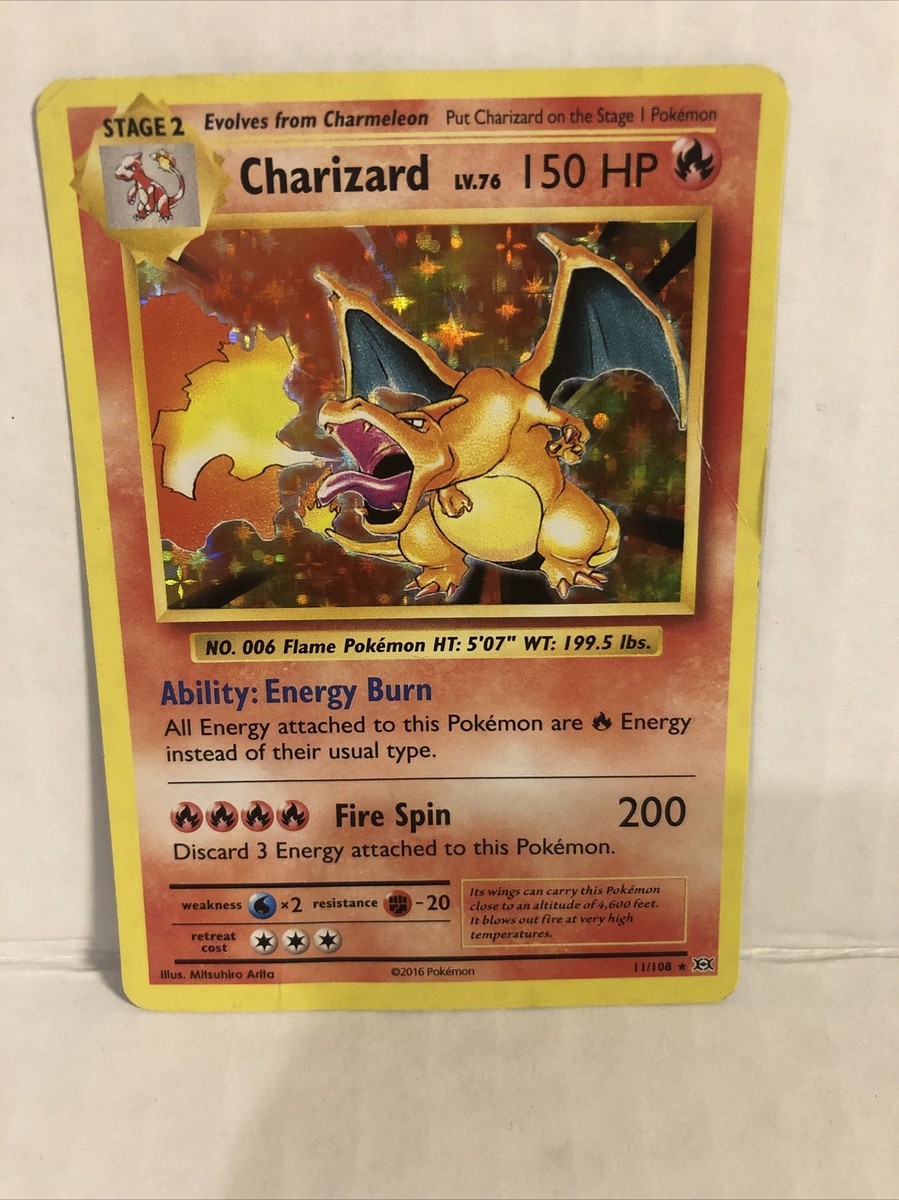 STAGE 2 Evolves from Charmeleon Put Charizard on the Stage 1 Pokémon
Charizard LV.76 150 HP
NO. 006 Flame Pokémon HT: 5'07" WT: 199.5 lbs.
Ability: Energy Burn
All Energy attached to this Pokémon are Energy
instead of their usual type.
Fire Spin 200
Discard 3 Energy attached to this Pokémon.
weakness ×2 resistance -20
retreat
cost
Its wings can carry this Pokémon
close to an altitude of 4,600 feet.
It blows out fire at very high
temperatures.
Illus. Mitsuhiro Arita ©2016 Pokémon 11/108 ★